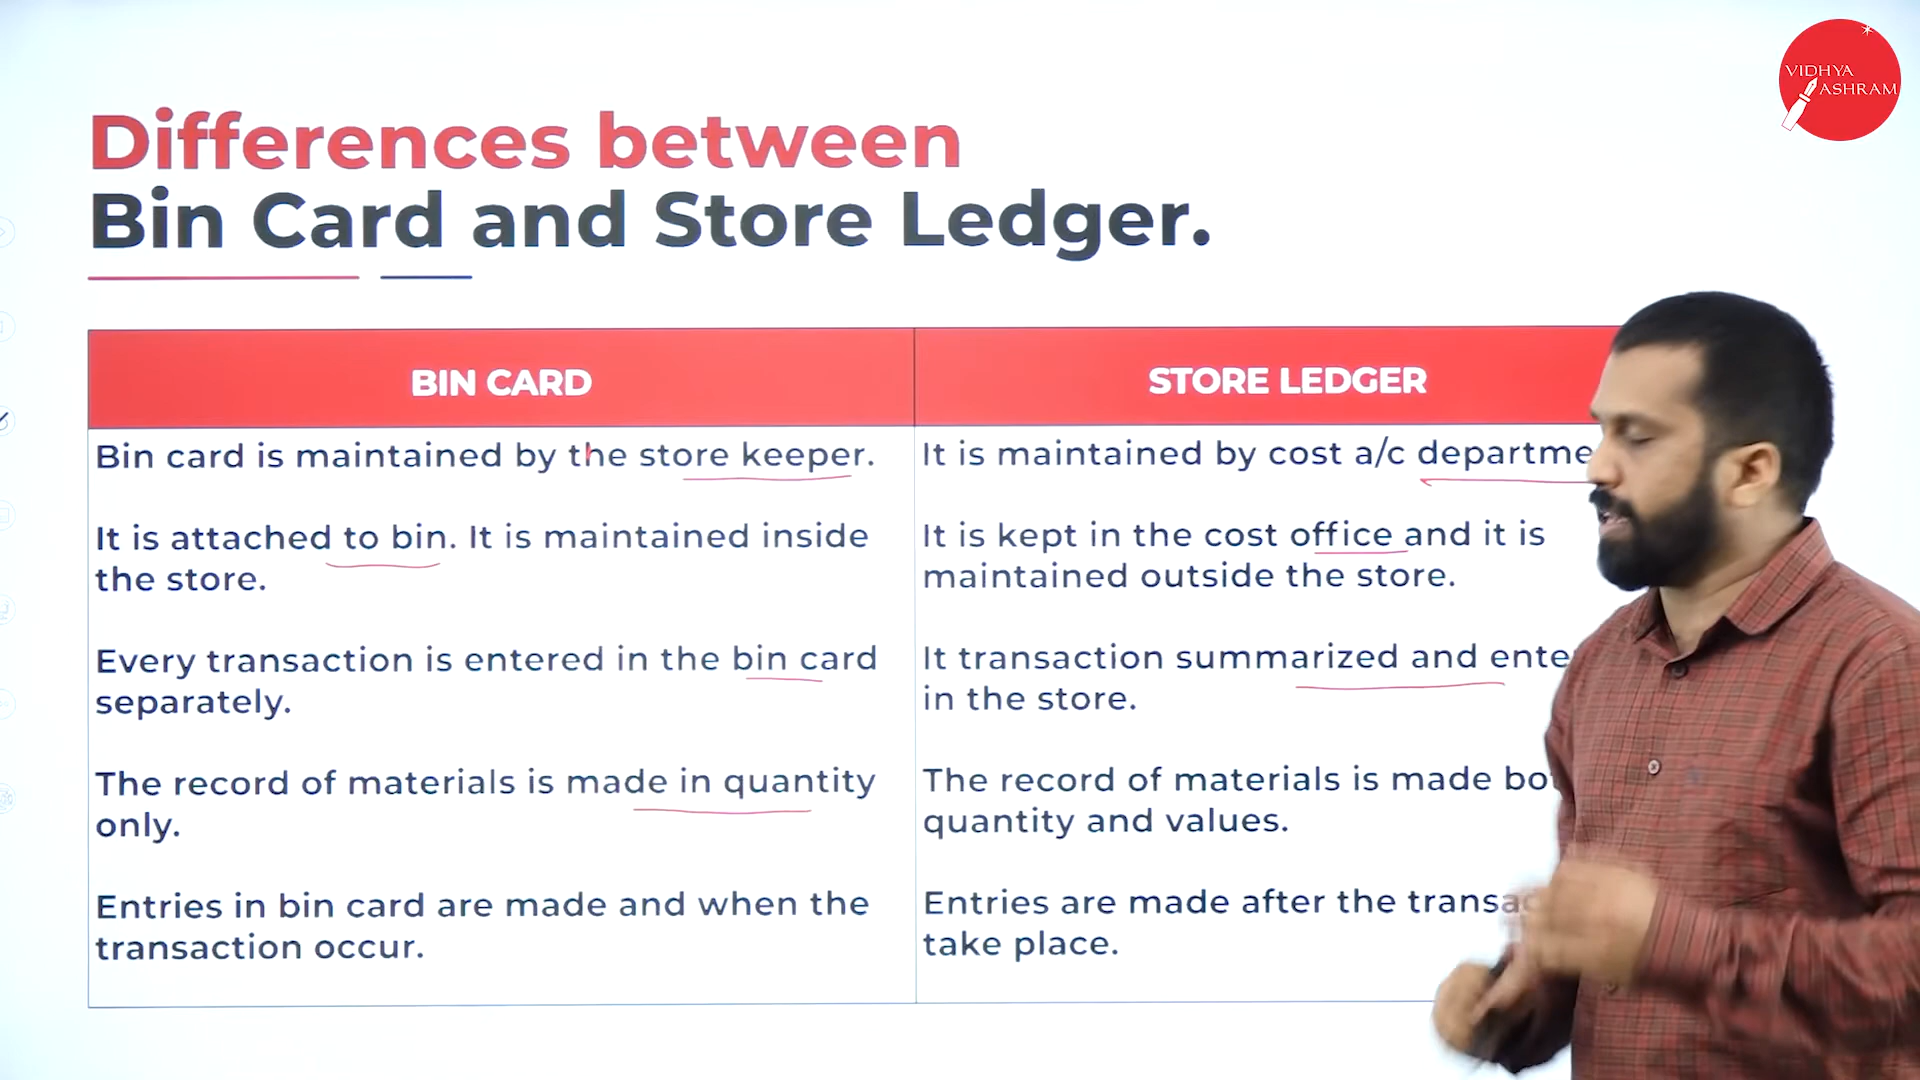 VIDHYA
ASHRAM
Differences between
Bin Card and Store Ledger.
BIN CARD
STORE LEDGER
Bin card is maintained by the store keeper.
It is attached to bin. It is maintained inside
the store.
Every transaction is entered in the bin card
separately.
The record of materials is made in quantity
only.
Entries in bin card are made and when the
transaction occur.
It is maintained by cost a/c
It is kept in the cost office and it is
maintained outside the store.
It transaction summarized and
in the store.
The record of materials is made
quantity and values.
Entries are made after the
take place.